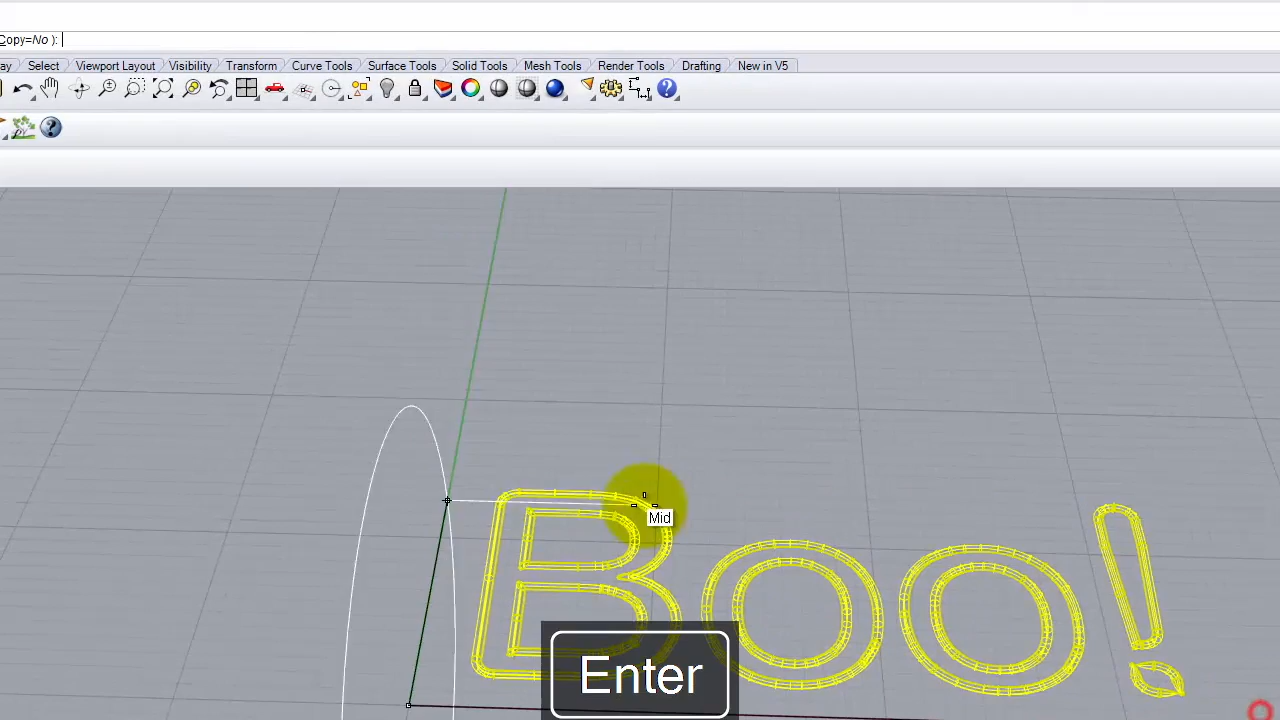 Copy=No ):
ay Select Viewport Layout Visibility Transform Curve Tools Surface Tools Solid Tools Mesh Tools Render Tools Drafting New in V5
Mid
Boo!
Enter